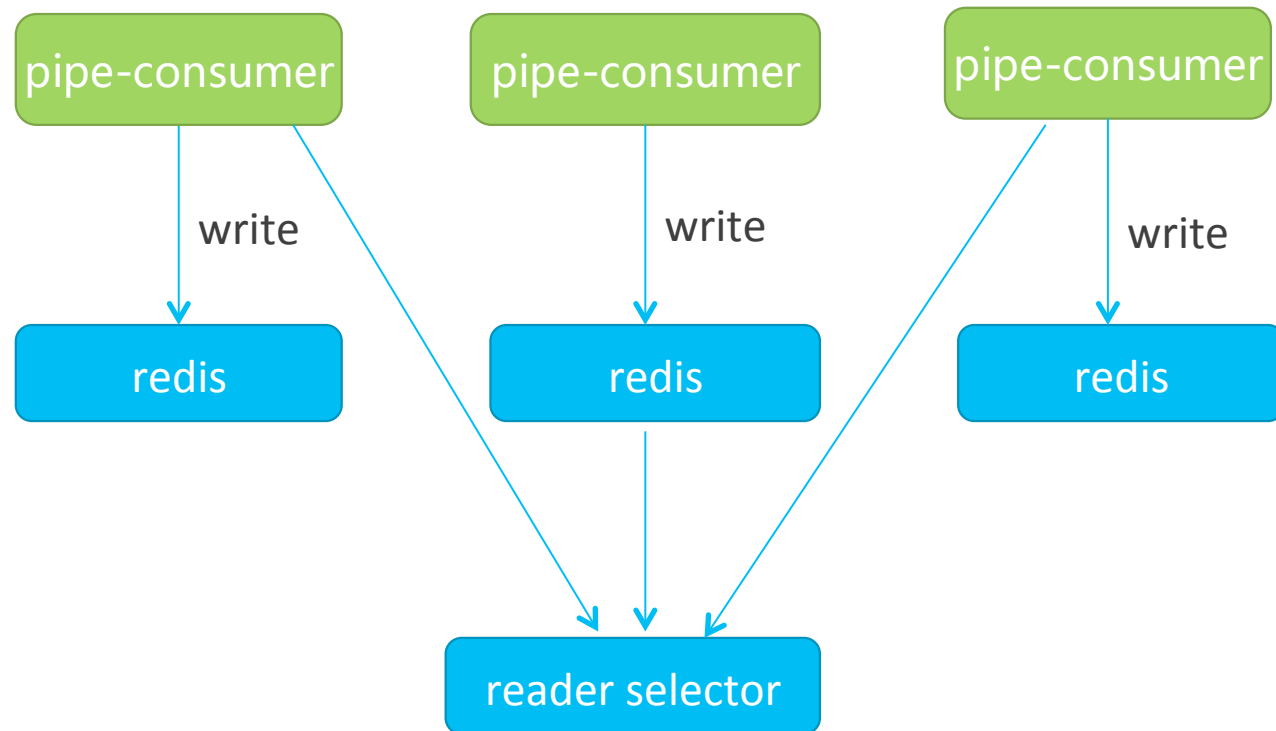 pipe-consumer
pipe-consumer
pipe-consumer
write
write
write
redis
redis
redis
reader selector